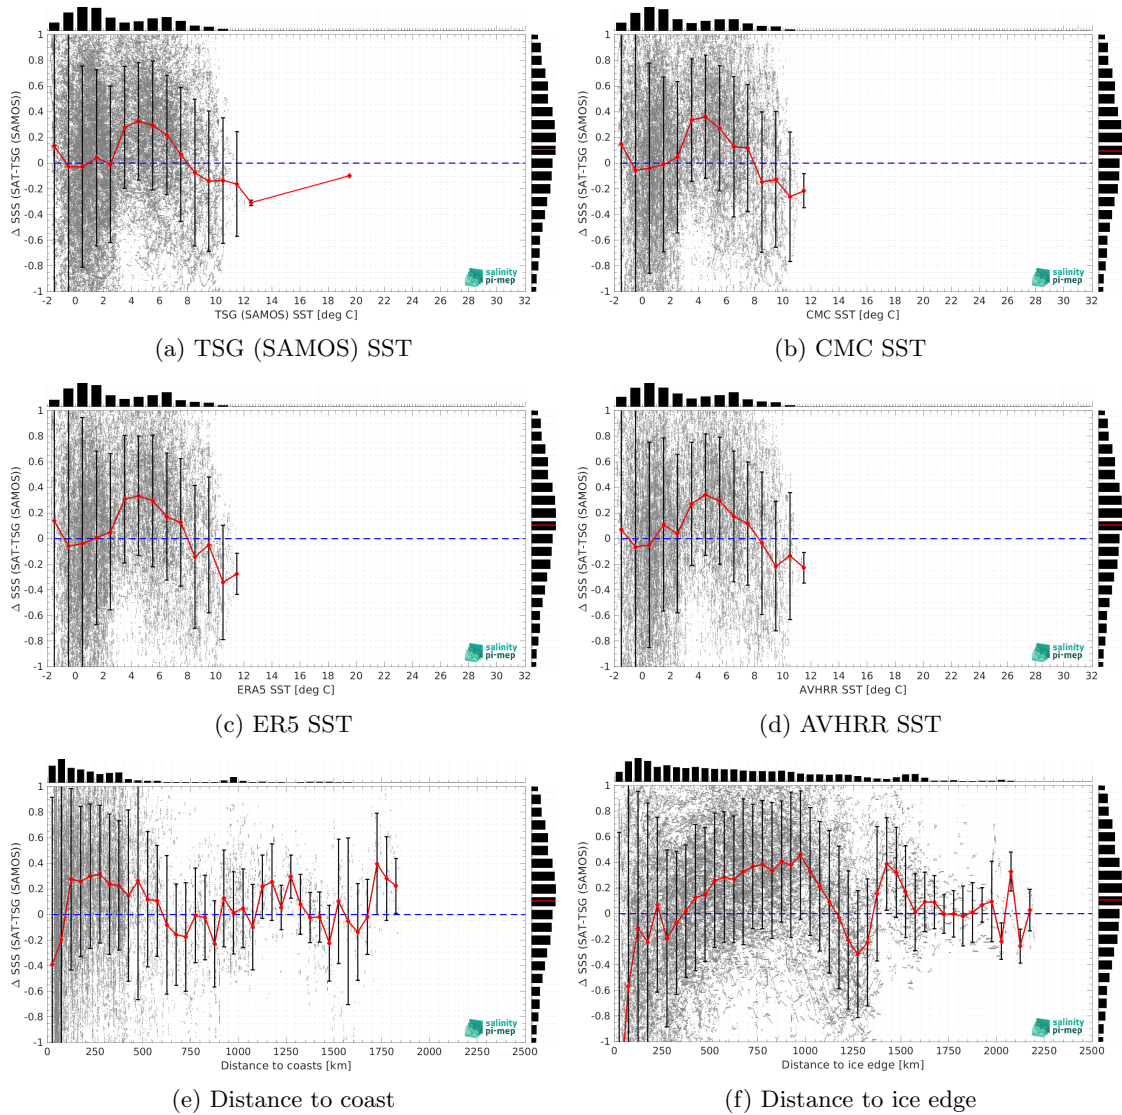 1
0.8
0.6
0.4
0.2
0
-0.2
-0.4
-0.6
-0.8
-1
Δ SSS (SAT-TSG (SAMOS))
salinity
pi-mep
-2 0 2 4 6 8 10 12 14 16 18 20 22 24 26 28 30 32
TSG (SAMOS) SST [deg C]
(a) TSG (SAMOS) SST
1
0.8
0.6
0.4
0.2
0
-0.2
-0.4
-0.6
-0.8
-1
Δ SSS (SAT-TSG (SAMOS))
salinity
pi-mep
-2 0 2 4 6 8 10 12 14 16 18 20 22 24 26 28 30 32
CMC SST [deg C]
(b) CMC SST
1
0.8
0.6
0.4
0.2
0
-0.2
-0.4
-0.6
-0.8
-1
Δ SSS (SAT-TSG (SAMOS))
salinity
pi-mep
-2 0 2 4 6 8 10 12 14 16 18 20 22 24 26 28 30 32
ERA5 SST [deg C]
(c) ER5 SST
1
0.8
0.6
0.4
0.2
0
-0.2
-0.4
-0.6
-0.8
-1
Δ SSS (SAT-TSG (SAMOS))
salinity
pi-mep
-2 0 2 4 6 8 10 12 14 16 18 20 22 24 26 28 30 32
AVHRR SST [deg C]
(d) AVHRR SST
1
0.8
0.6
0.4
0.2
0
-0.2
-0.4
-0.6
-0.8
-1
Δ SSS (SAT-TSG (SAMOS))
salinity
pi-mep
0 250 500 750 1000 1250 1500 1750 2000 2250 2500
Distance to coasts [km]
(e) Distance to coast
1
0.8
0.6
0.4
0.2
0
-0.2
-0.4
-0.6
-0.8
-1
Δ SSS (SAT-TSG (SAMOS))
salinity
pi-mep
0 250 500 750 1000 1250 1500 1750 2000 2250 2500
Distance to ice edge [km]
(f) Distance to ice edge